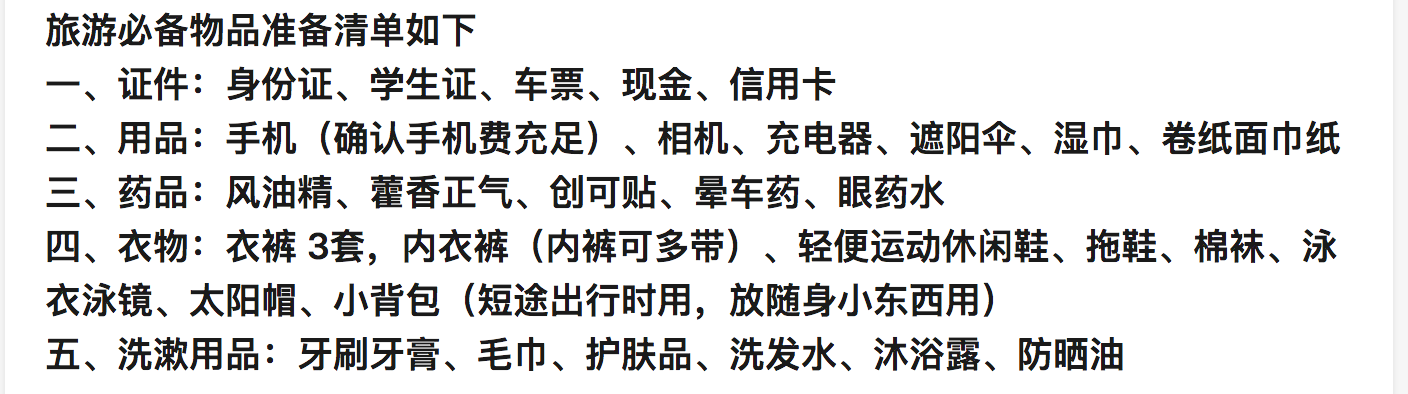 旅游必备物品准备清单如下
一、证件：身份证、学生证、车票、现金、信用卡
二、用品：手机（确认手机费充足）、相机、充电器、遮阳伞、湿巾、卷纸面巾纸
三、药品：风油精、藿香正气、创可贴、晕车药、眼药水
四、衣物：衣裤 3套，内衣裤（内裤可多带）、轻便运动休闲鞋、拖鞋、棉袜、泳
衣泳镜、太阳帽、小背包（短途出行时用，放随身小东西用）
五、洗漱用品：牙刷牙膏、毛巾、护肤品、洗发水、沐浴露、防晒油